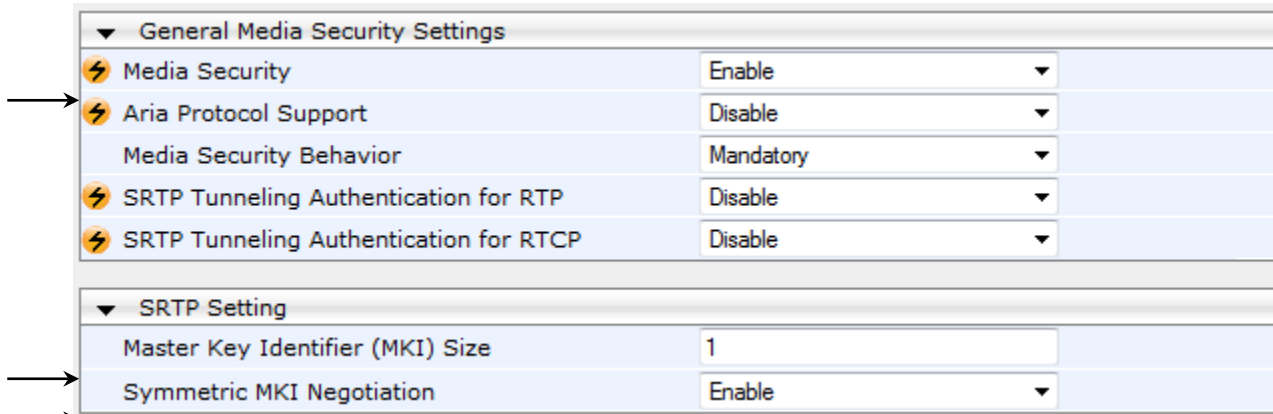 General Media Security Settings
Media Security Enable
Aria Protocol Support Disable
Media Security Behavior Mandatory
SRTP Tunneling Authentication for RTP Disable
SRTP Tunneling Authentication for RTCP Disable
SRTP Setting
Master Key Identifier (MKI) Size 1
Symmetric MKI Negotiation Enable